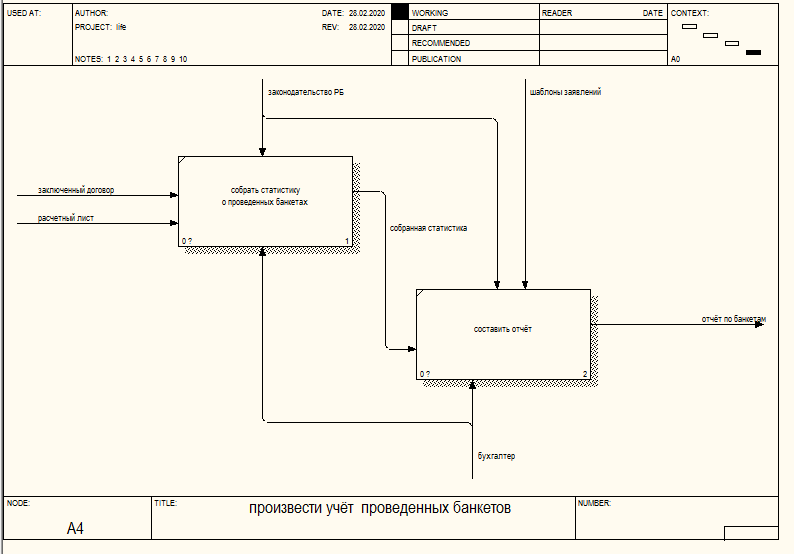 USED AT:
AUTHOR:
DATE: 28.02.2020
PROJECT: life
REV: 28.02.2020
NOTES: 1 2 3 4 5 6 7 8 9 10
WORKING
DRAFT
RECOMMENDED
PUBLICATION
READER
DATE
CONTEXT:
A0
законодательство РБ
шаблоны заявлений
заключенный договор
расчетный лист
собрать статистику
о проведенных банкетах
0 ?
1
собранная статистика
составить отчёт
0 ?
2
отчёт по банкетам
бухгалтер
NODE:
A4
TITLE:
произвести учёт проведенных банкетов
NUMBER: